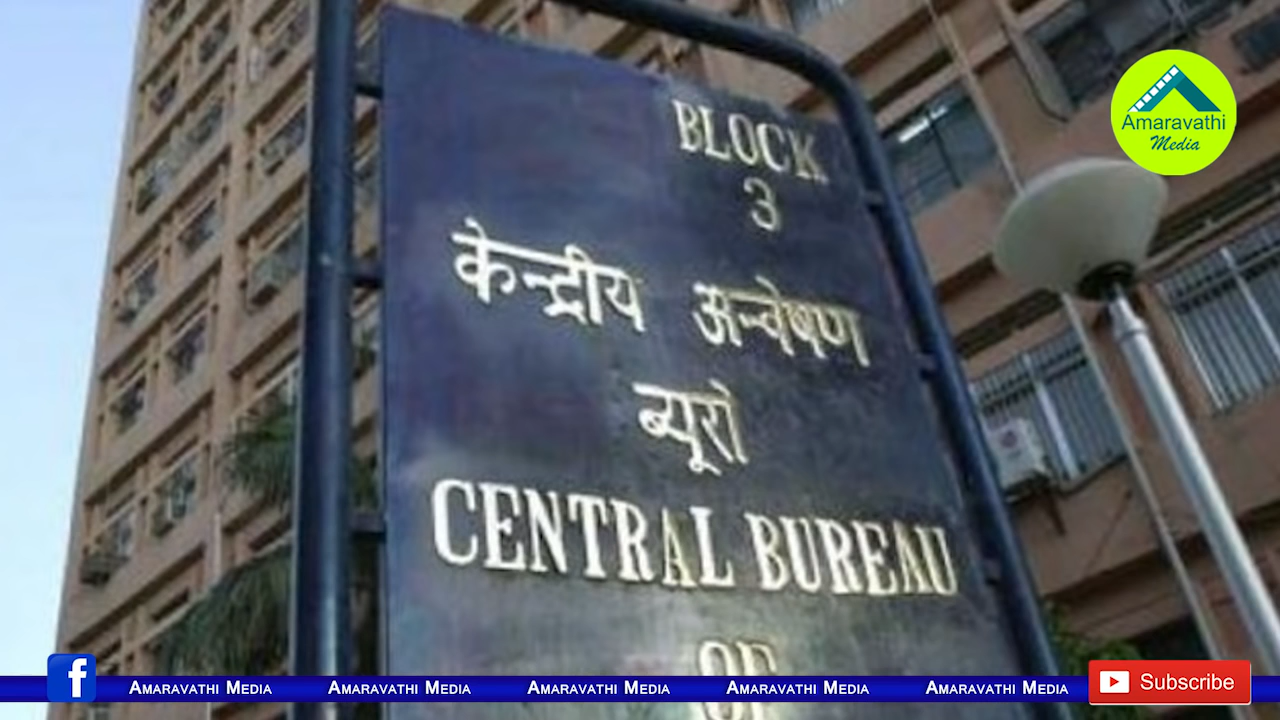 BLOCK
3
केन्द्रीय अन्वेषण
ब्यूरो
CENTRAL BUREAU
OF
Amaravathi
Media
f
AMARAVATHI MEDIA AMARAVATHI MEDIA AMARAVATHI MEDIA AMARAVATHI MEDIA AMARAVATHI MEDIA
Subscribe